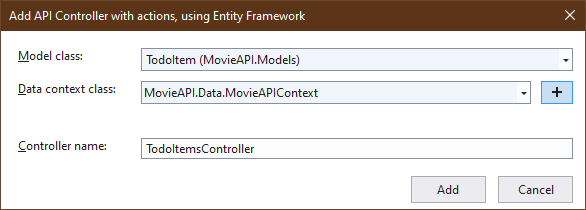 Add API Controller with actions, using Entity Framework
Model class:
TodoItem (MovieAPI.Models)
Data context class:
MovieAPI.Data.MovieAPIContext
+
Controller name:
TodoItemsController
Add
Cancel